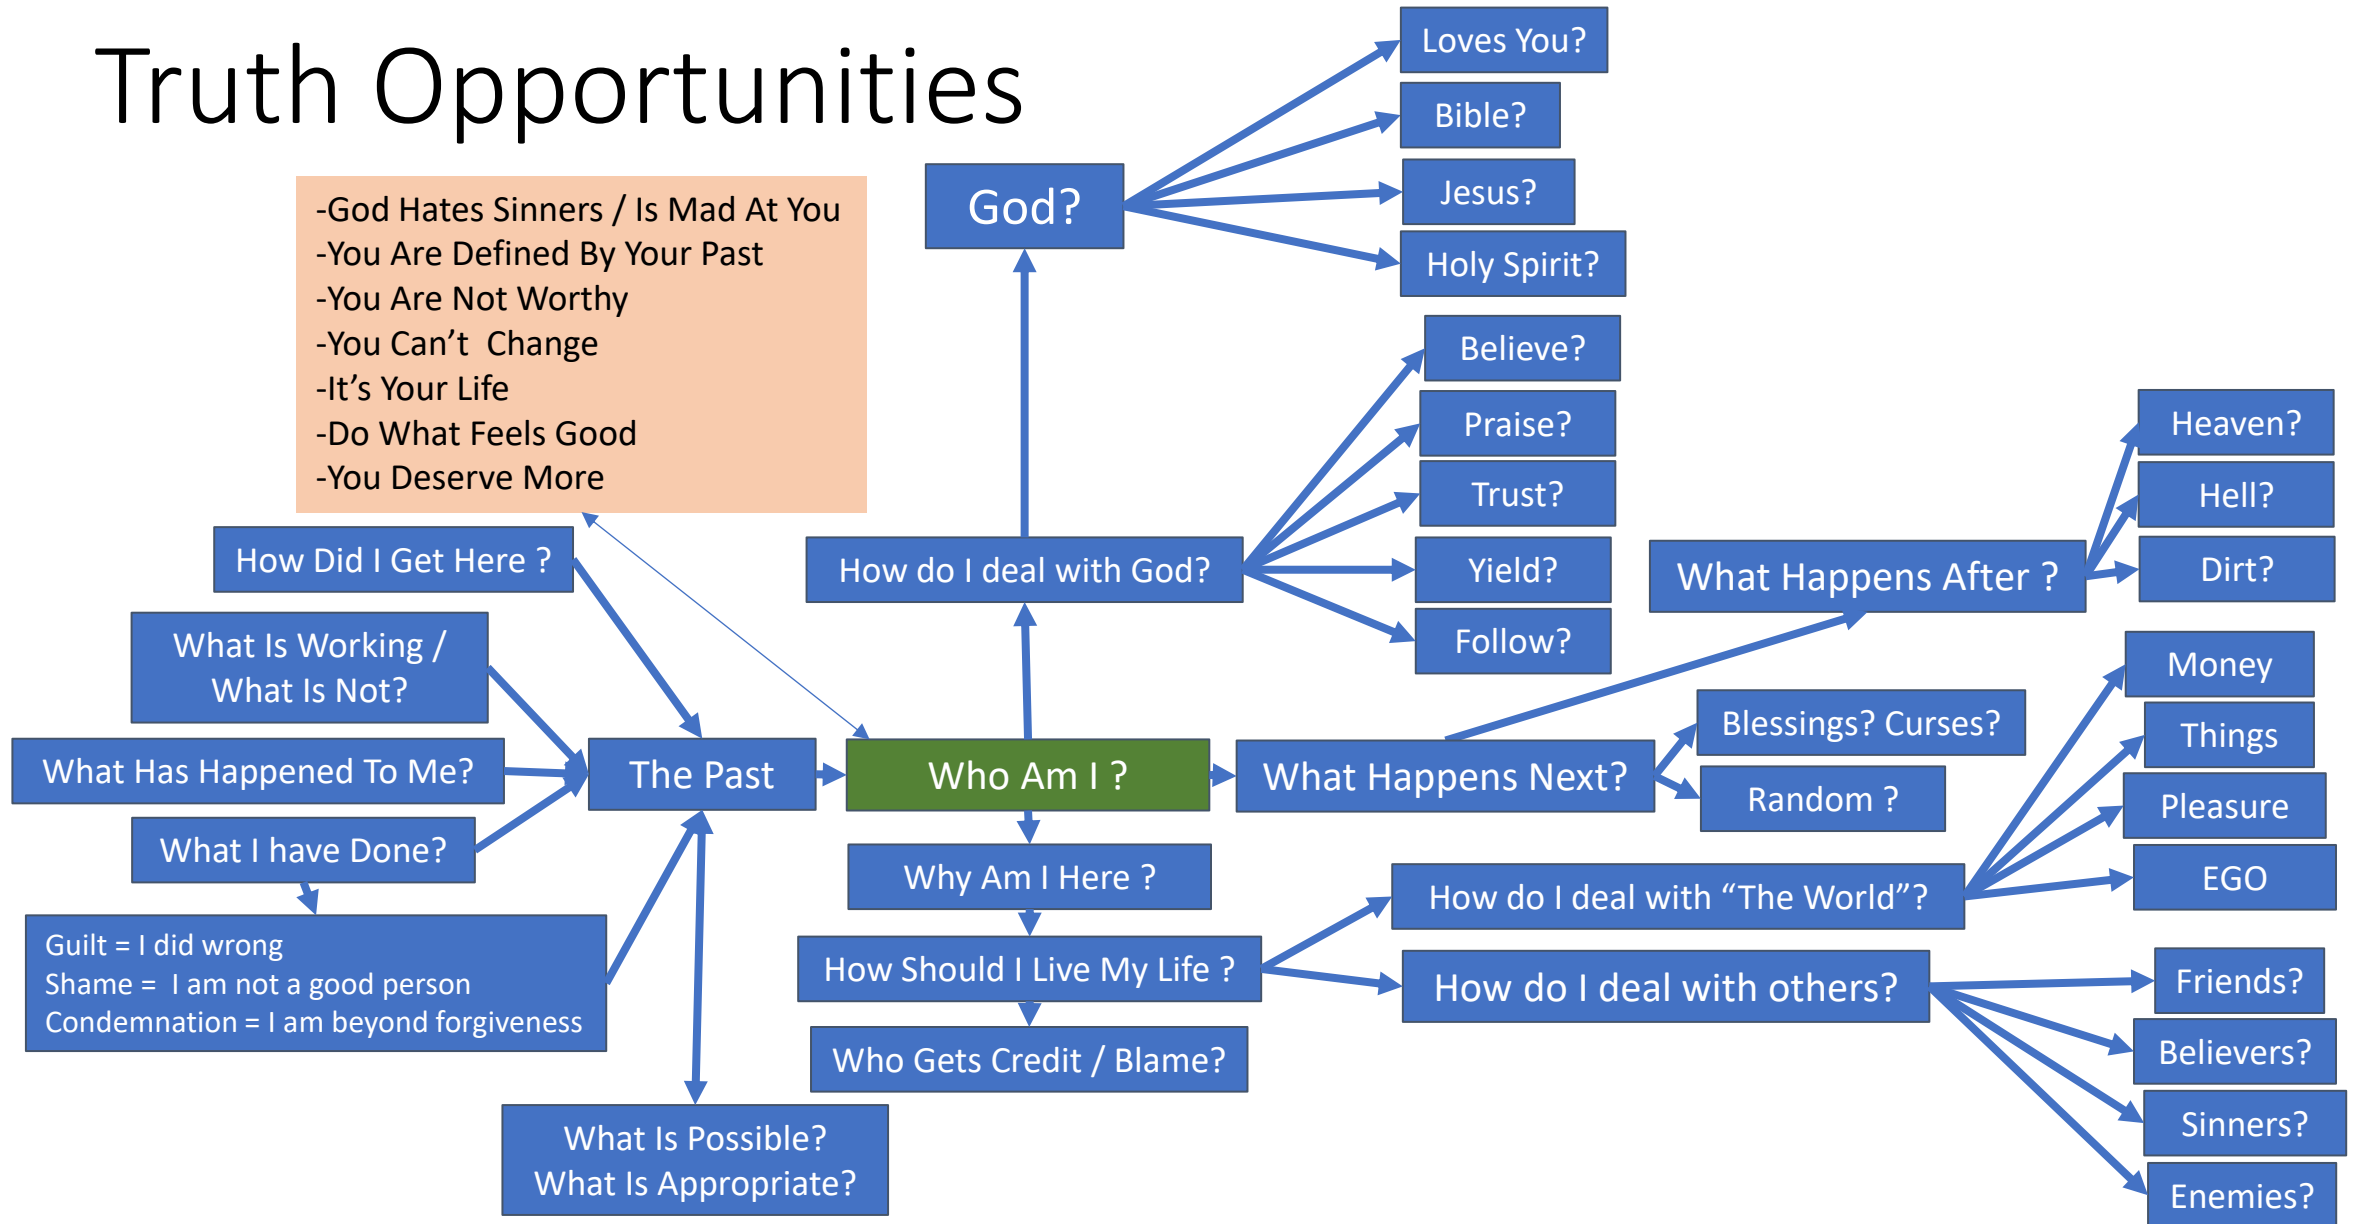 Truth Opportunities
-God Hates Sinners / Is Mad At You
-You Are Defined By Your Past
-You Are Not Worthy
-You Can’t  Change
-It’s Your Life
-Do What Feels Good
-You Deserve More
God?
Loves You?
Bible?
Jesus?
Holy Spirit?
How do I deal with God?
Believe?
Praise?
Trust?
Yield?
Follow?
How Did I Get Here ?
What Is Working /
What Is Not?
What Has Happened To Me?
What I have Done?
Guilt = I did wrong
Shame =  I am not a good person
Condemnation = I am beyond forgiveness
The Past
What Is Possible?
What Is Appropriate?
Who Am I ?
Why Am I Here ?
How Should I Live My Life ?
Who Gets Credit / Blame?
What Happens Next?
Blessings? Curses?
Random ?
What Happens After ?
Heaven?
Hell?
Dirt?
How do I deal with “The World”?
Money
Things
Pleasure
EGO
How do I deal with others?
Friends?
Believers?
Sinners?
Enemies?